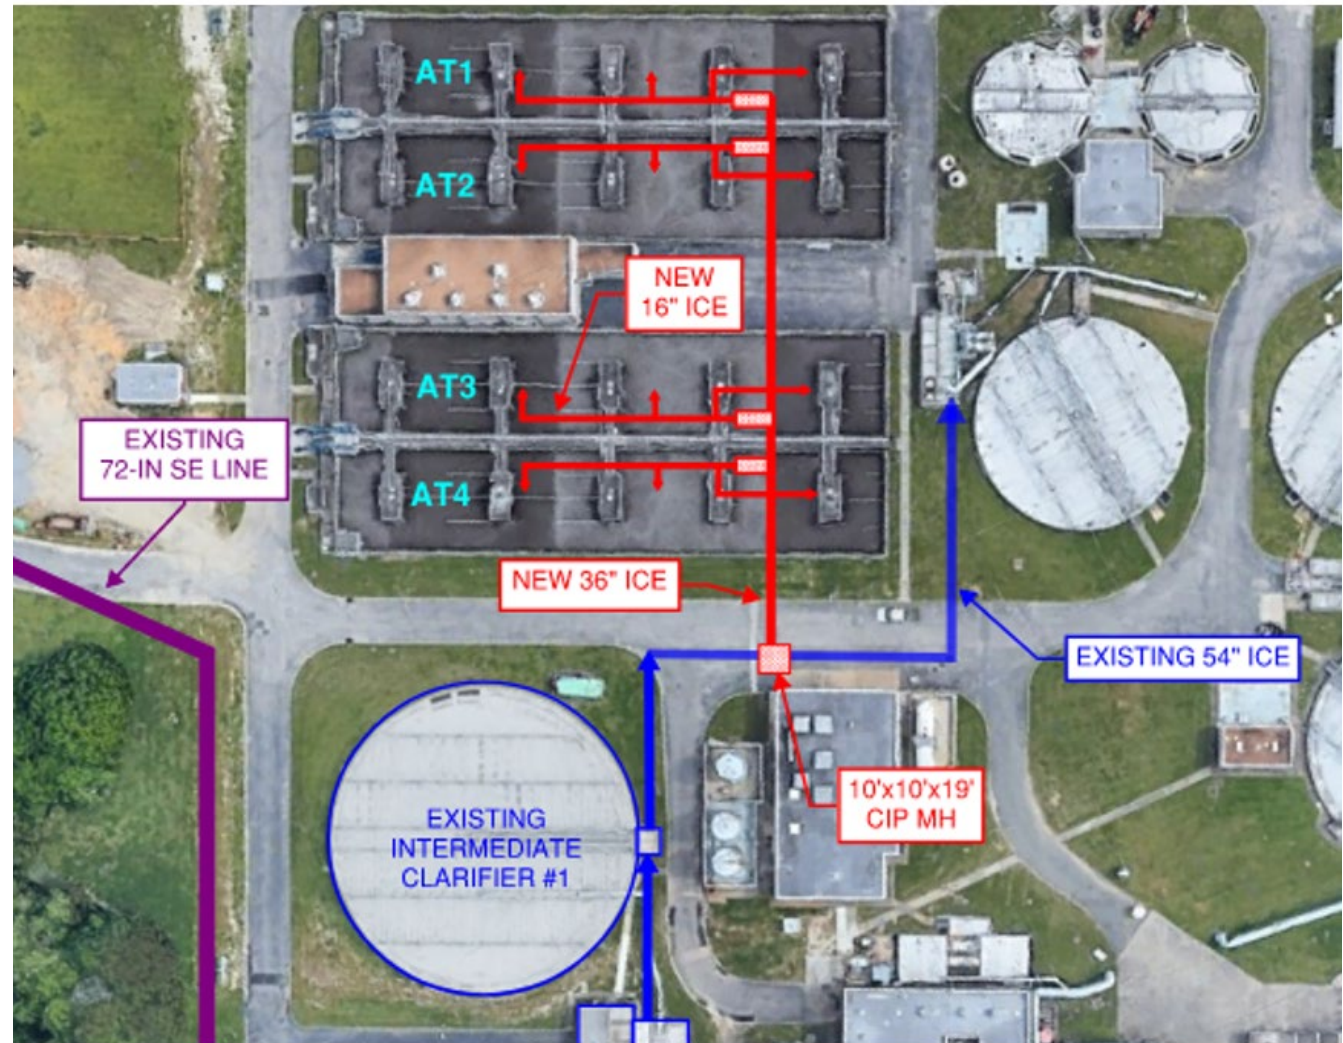 AT1
AT2
NEW
16" ICE
AT3
EXISTING
72-IN SE LINE
AT4
NEW 36" ICE
EXISTING 54" ICE
10'x10'x19'
CIP MH
EXISTING
INTERMEDIATE
CLARIFIER #1